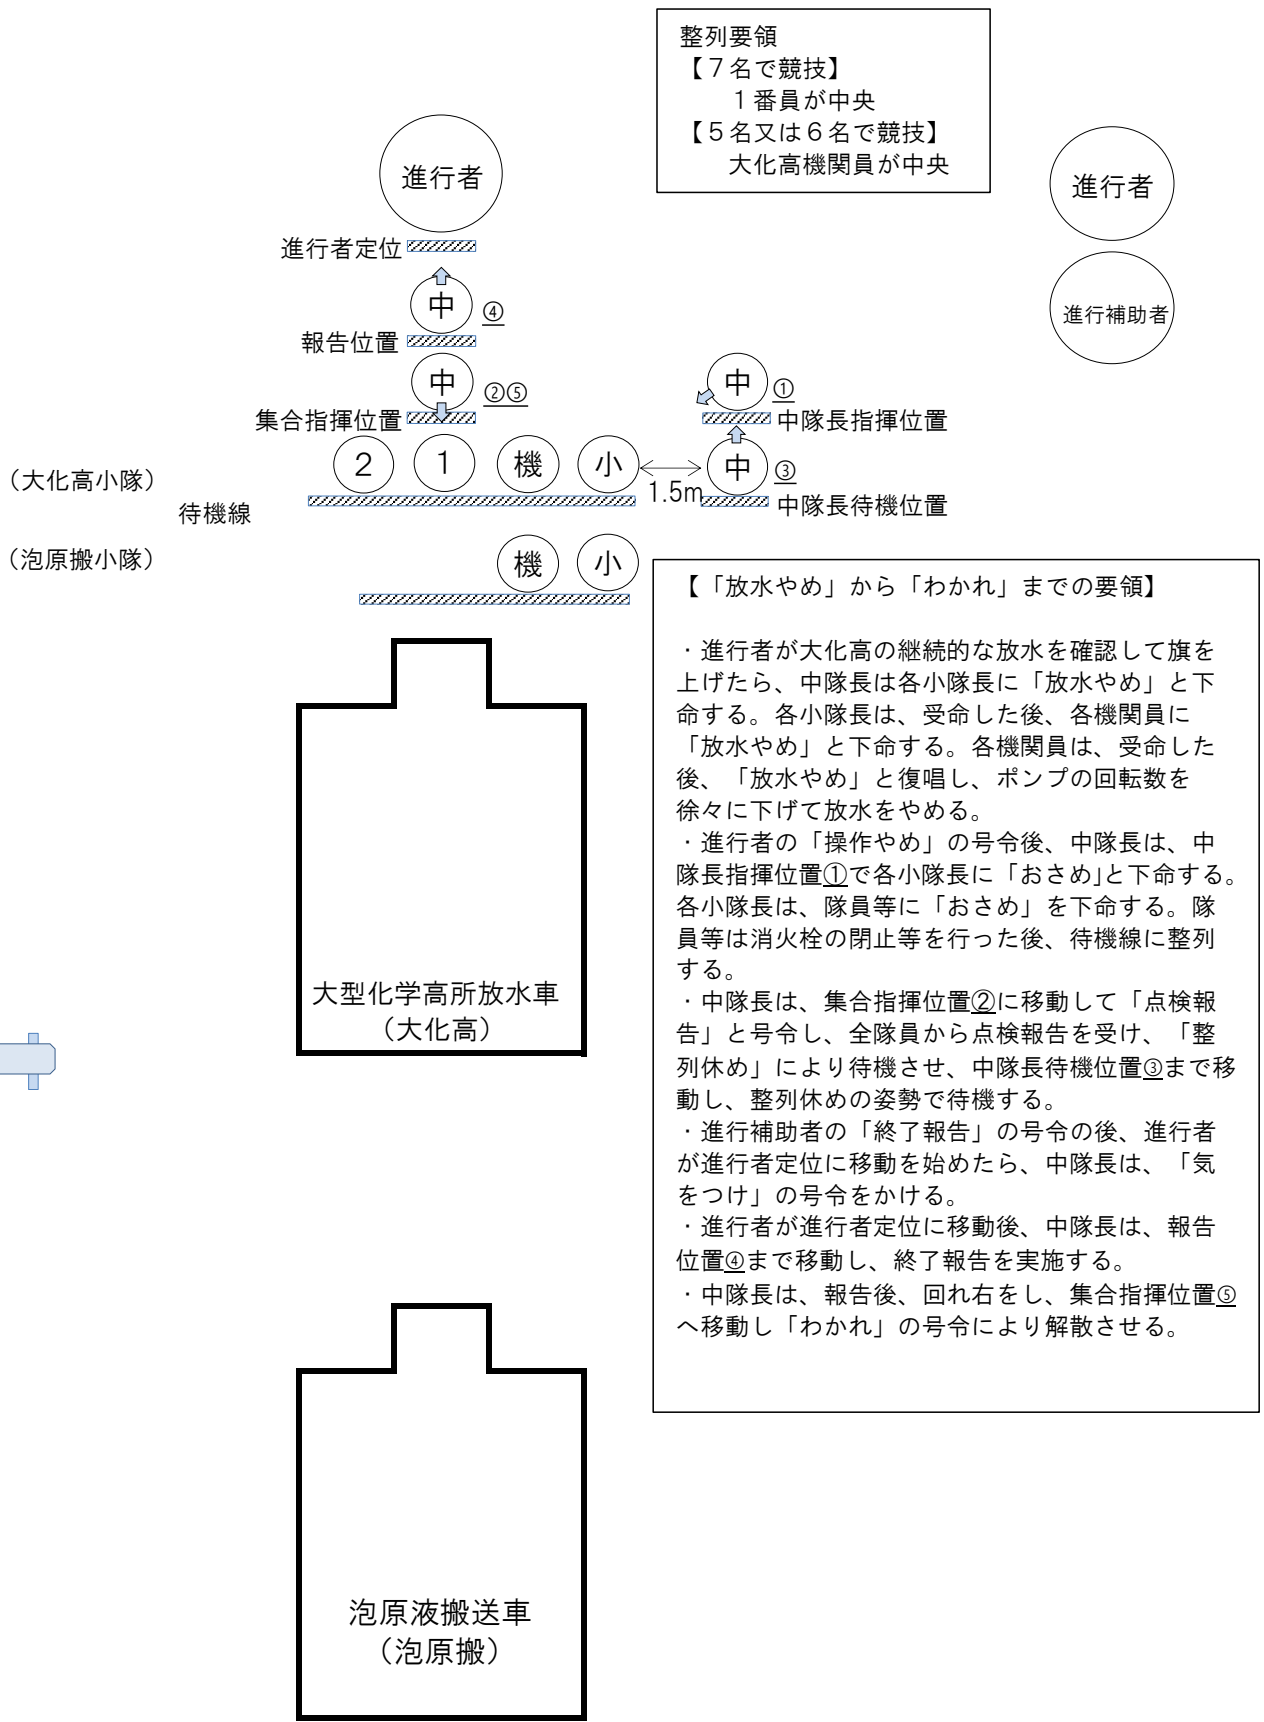 整列要領
【７名で競技】
１番員が中央
【５名又は６名で競技】
大化高機関員が中央
進行者
進行者
進行者定位
進行補助者
中 ④
報告位置
中 ②⑤
中 ①
集合指揮位置
中隊長指揮位置
（大化高小隊）
２ １ 機 小
1.5m
中 ③
待機線
中隊長待機位置
（泡原搬小隊）
機 小
【「放水やめ」から「わかれ」までの要領】
・進行者が大化高の継続的な放水を確認して旗を
上げたら、中隊長は各小隊長に「放水やめ」と下
命する。各小隊長は、受命した後、各機関員に
「放水やめ」と下命する。各機関員は、受命した
後、「放水やめ」と復唱し、ポンプの回転数を
徐々に下げて放水をやめる。
・進行者の「操作やめ」の号令後、中隊長は、中
隊長指揮位置①で各小隊長に「おさめ」と下命する。
各小隊長は、隊員等に「おさめ」を下命する。隊
員等は消火栓の閉止等を行った後、待機線に整列
する。
・中隊長は、集合指揮位置②に移動して「点検報
告」と号令し、全隊員から点検報告を受け、「整
列休め」により待機させ、中隊長待機位置③まで移
動し、整列休めの姿勢で待機する。
・進行補助者の「終了報告」の号令の後、進行者
が進行者定位に移動を始めたら、中隊長は、「気
をつけ」の号令をかける。
・進行者が進行者定位に移動後、中隊長は、報告
位置④まで移動し、終了報告を実施する。
・中隊長は、報告後、回れ右をし、集合指揮位置⑤
へ移動し「わかれ」の号令により解散させる。
大型化学高所放水車
（大化高）
泡原液搬送車
（泡原搬）